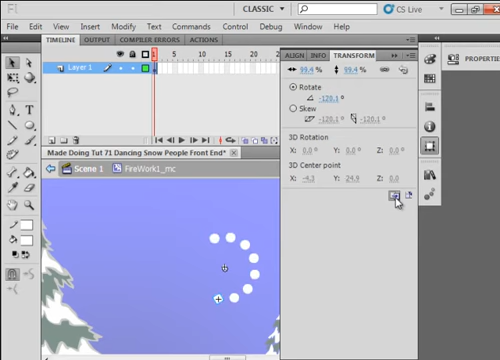 Fl
CLASSIC
CS Live
File Edit View Insert Modify Text Commands Control Debug Window Help
TIMELINE OUTPUT COMPILER ERRORS ACTIONS
1 5 10 15 20 25
Layer 1
Made Doing Tut 71 Dancing Snow People Front End* ×
Scene 1 FireWork1_mc
ALIGN INFO TRANSFORM
99.4 % 99.4 %
Rotate
-120.1 °
Skew
-120.1 ° -120.1 °
3D Rotation
X: 0.0 ° Y: 0.0 ° Z: 0.0 °
3D Center point
X: -4.3 Y: 24.9 Z: 0.0
PROPERTIES